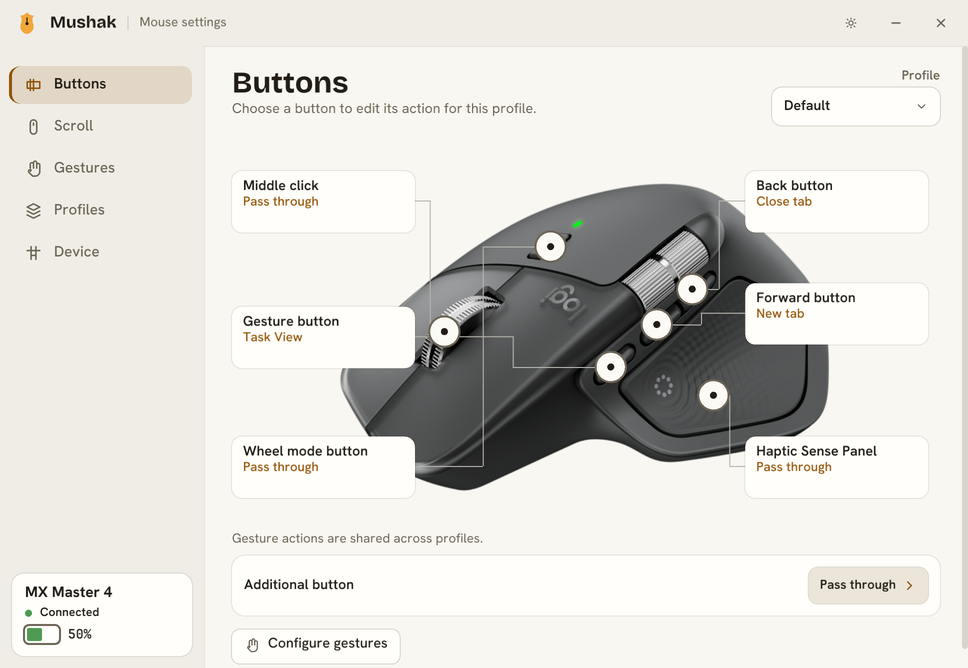 Mushak
Mouse settings
Buttons
Scroll
Gestures
Profiles
Device
MX Master 4
Connected
50%
Buttons
Choose a button to edit its action for this profile.
Profile
Default
Middle click
Pass through
Back button
Close tab
Gesture button
Task View
Forward button
New tab
Wheel mode button
Pass through
Haptic Sense Panel
Pass through
logi
Gesture actions are shared across profiles.
Additional button
Pass through
Configure gestures